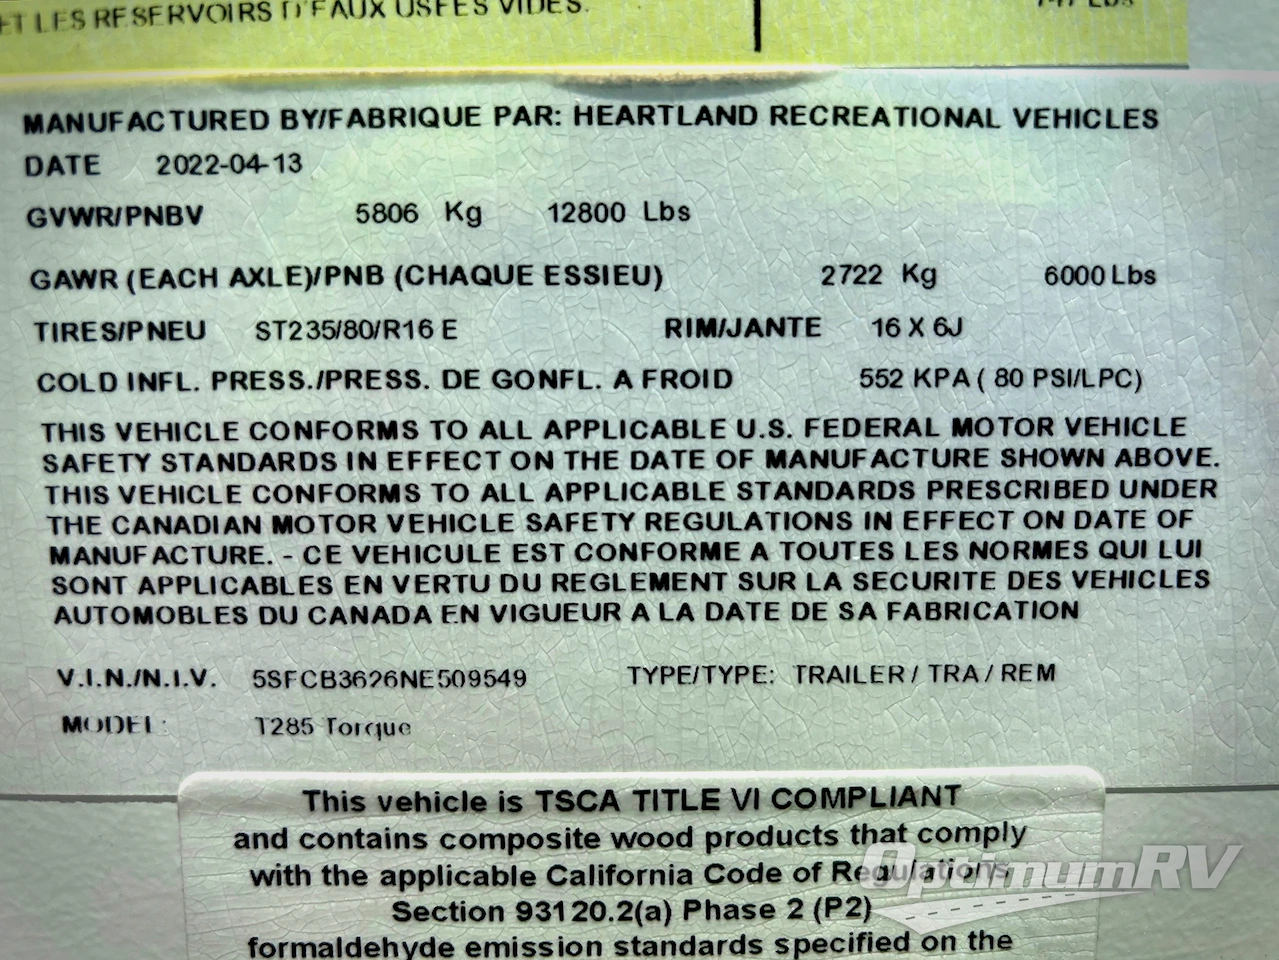 ET LES RESERVOIRS D'EAUX USEES VIDES.
MANUFACTURED BY/FABRIQUE PAR: HEARTLAND RECREATIONAL VEHICLES
DATE 2022-04-13
GVWR/PNBV 5806 Kg 12800 Lbs
GAWR (EACH AXLE)/PNB (CHAQUE ESSIEU) 2722 Kg 6000 Lbs
TIRES/PNEU ST235/80/R16 E RIM/JANTE 16 X 6J
COLD INFL. PRESS./PRESS. DE GONFL. A FROID 552 KPA ( 80 PSI/LPC)
THIS VEHICLE CONFORMS TO ALL APPLICABLE U.S. FEDERAL MOTOR VEHICLE
SAFETY STANDARDS IN EFFECT ON THE DATE OF MANUFACTURE SHOWN ABOVE.
THIS VEHICLE CONFORMS TO ALL APPLICABLE STANDARDS PRESCRIBED UNDER
THE CANADIAN MOTOR VEHICLE SAFETY REGULATIONS IN EFFECT ON DATE OF
MANUFACTURE. - CE VEHICULE EST CONFORME A TOUTES LES NORMES QUI LUI
SONT APPLICABLES EN VERTU DU REGLEMENT SUR LA SECURITE DES VEHICLES
AUTOMOBLES DU CANADA EN VIGUEUR A LA DATE DE SA FABRICATION
V.I.N./N.I.V. 5SFCB3626NE509549 TYPE/TYPE: TRAILER / TRA / REM
MODEL: T285 Torque
This vehicle is TSCA TITLE VI COMPLIANT
and contains composite wood products that comply
with the applicable California Code of Regulations
Section 93120.2(a) Phase 2 (P2)
formaldehyde emission standards specified on the
OptimumRV